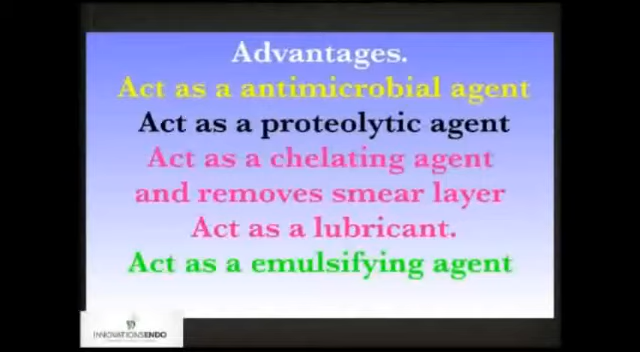 Advantages.
Act as a antimicrobial agent
Act as a proteolytic agent
Act as a chelating agent
and removes smear layer
Act as a lubricant.
Act as a emulsifying agent
INNOVATIONSENDO